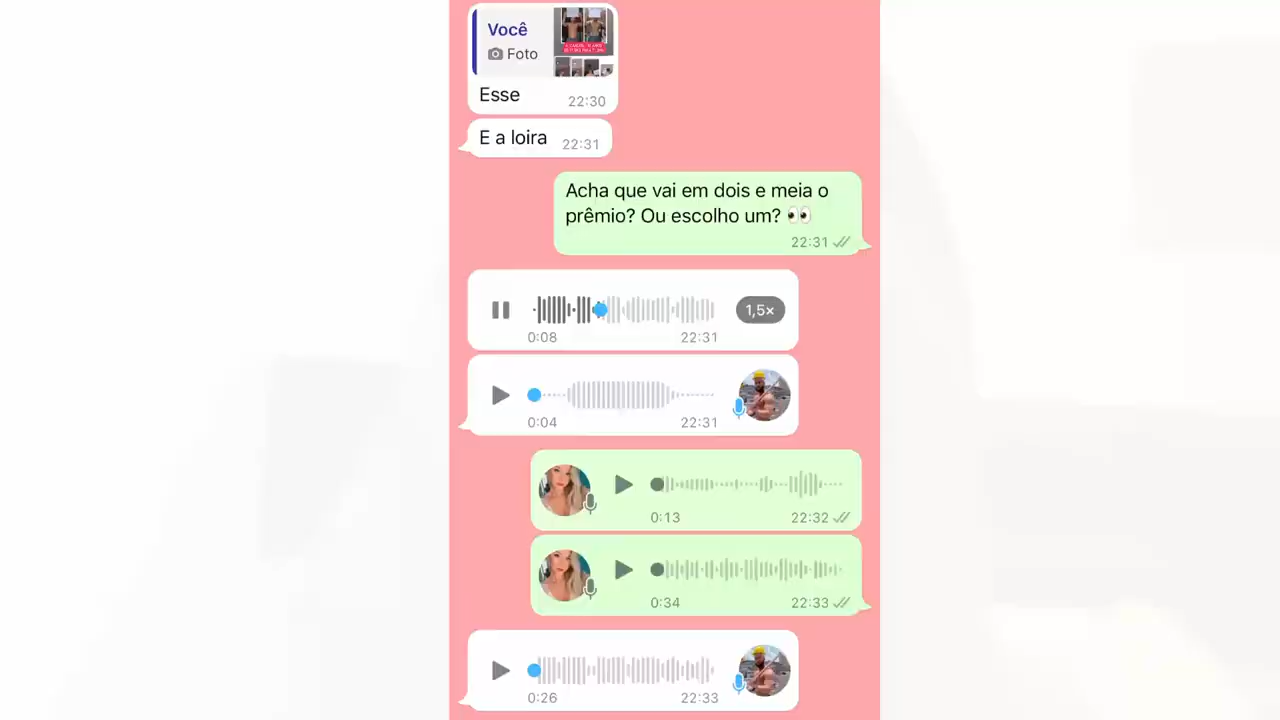 Você
Foto
Esse
22:30
E a loira
22:31
Acha que vai em dois e meia o
prêmio? Ou escolho um? 👀
22:31
1,5×
0:08
22:31
0:04
22:31
0:13
22:32
0:34
22:33
0:26
22:33